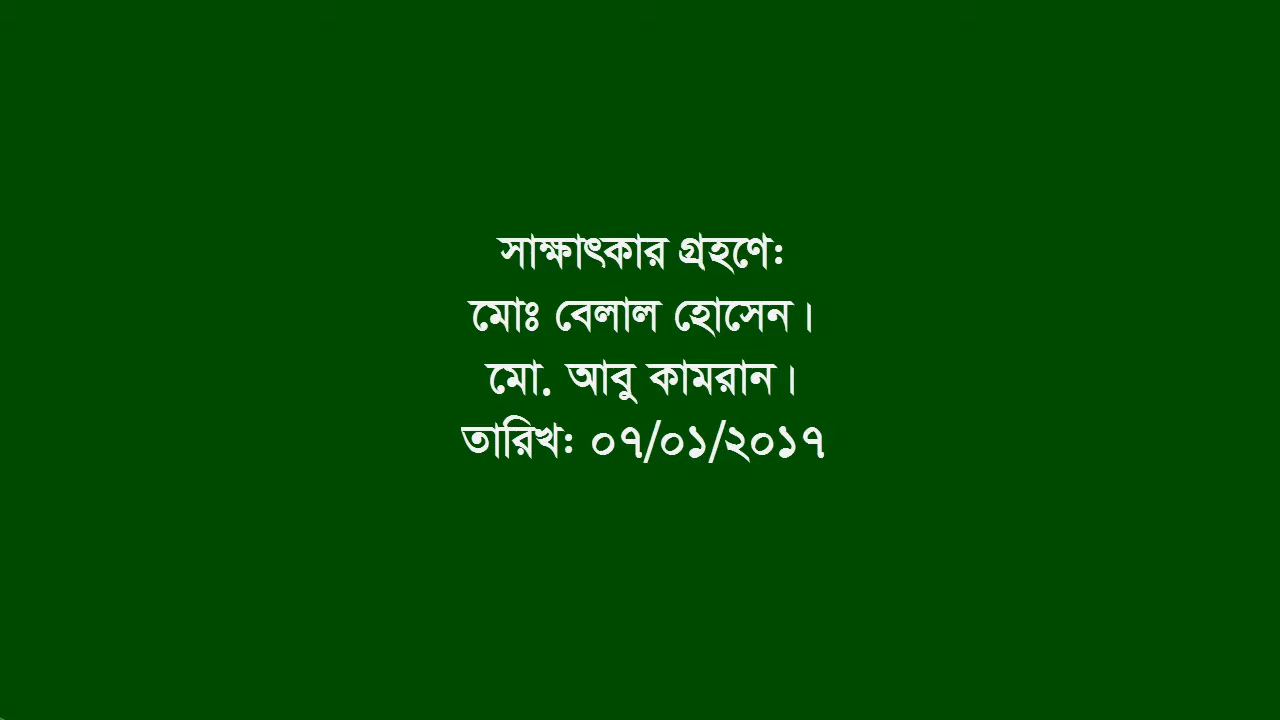 সাক্ষাৎকার গ্রহণে:
মোঃ বেলাল হোসেন।
মো. আবু কামরান।
তারিখ: ০৭/০১/২০১৭